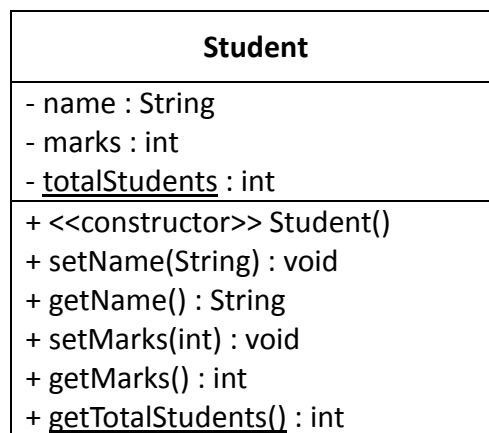 Student
- name : String
- marks : int
- totalStudents : int
+ <<constructor>> Student()
+ setName(String) : void
+ getName() : String
+ setMarks(int) : void
+ getMarks() : int
+ getTotalStudents() : int